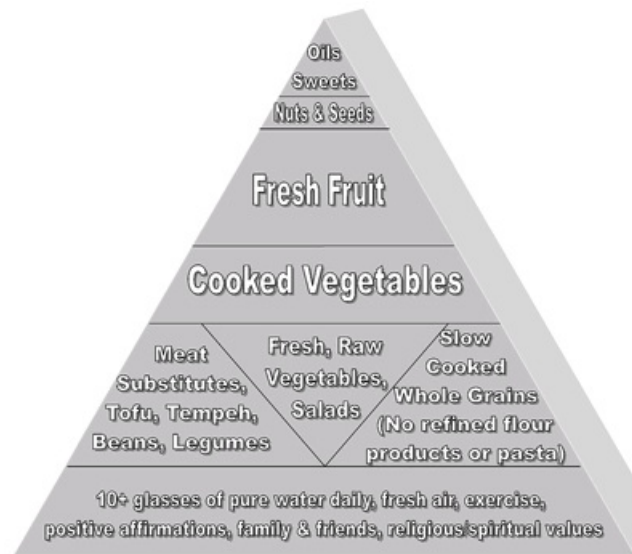 Oils
Sweets
Nuts & Seeds
Fresh Fruit
Cooked Vegetables
Meat
Substitutes,
Tofu, Tempeh,
Beans, Legumes
Fresh, Raw
Vegetables,
Salads
Slow
Cooked
Whole Grains
(No refined flour
products or pasta)
10+ glasses of pure water daily, fresh air, exercise,
positive affirmations, family & friends, religious/spiritual values